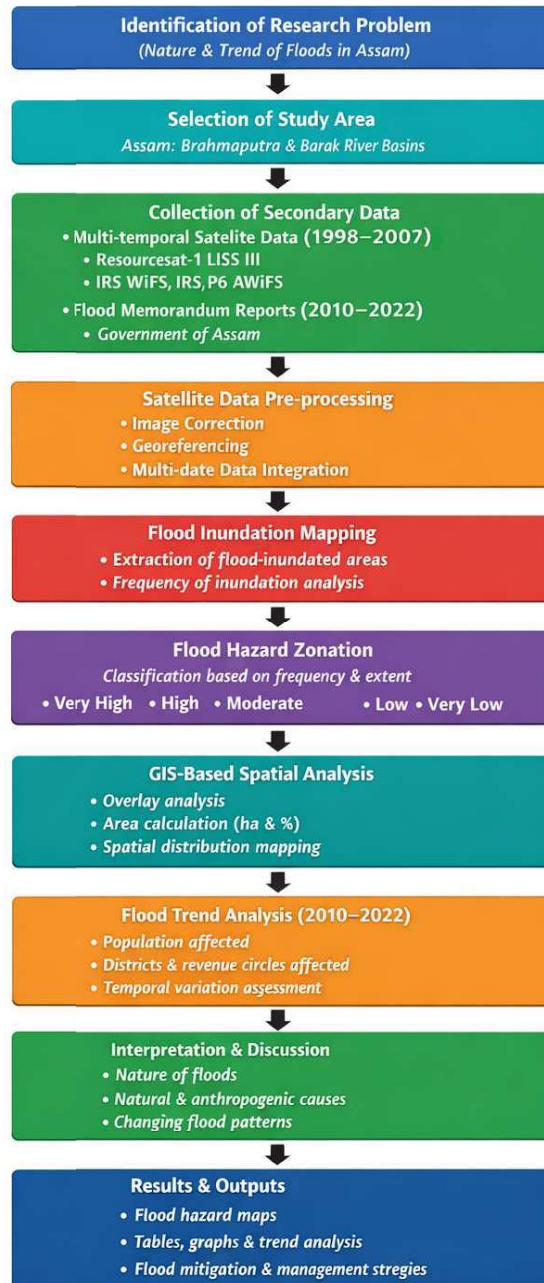 Identification of Research Problem
(Nature & Trend of Floods in Assam)
Selection of Study Area
Assam: Brahmaputra & Barak River Basins
Collection of Secondary Data
• Multi-temporal Satelite Data (1998–2007)
• Resourcesat-1 LISS III
• IRS WiFS, IRS, P6 AWiFS
• Flood Memorandum Reports (2010–2022)
• Government of Assam
Satellite Data Pre-processing
• Image Correction
• Georeferencing
• Multi-date Data Integration
Flood Inundation Mapping
• Extraction of flood-inundated areas
• Frequency of inundation analysis
Flood Hazard Zonation
Classification based on frequency & extent
• Very High • High • Moderate • Low • Very Low
GIS-Based Spatial Analysis
• Overlay analysis
• Area calculation (ha & %)
• Spatial distribution mapping
Flood Trend Analysis (2010–2022)
• Population affected
• Districts & revenue circles affected
• Temporal variation assessment
Interpretation & Discussion
• Nature of floods
• Natural & anthropogenic causes
• Changing flood patterns
Results & Outputs
• Flood hazard maps
• Tables, graphs & trend analysis
• Flood mitigation & management stregies